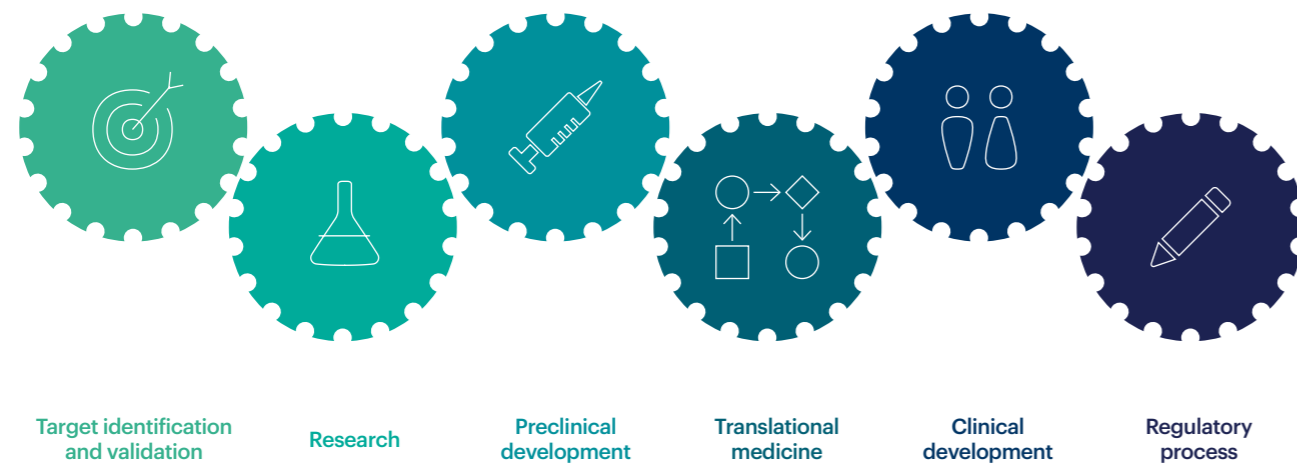 Target identification
and validation
Research
Preclinical
development
Translational
medicine
Clinical
development
Regulatory
process